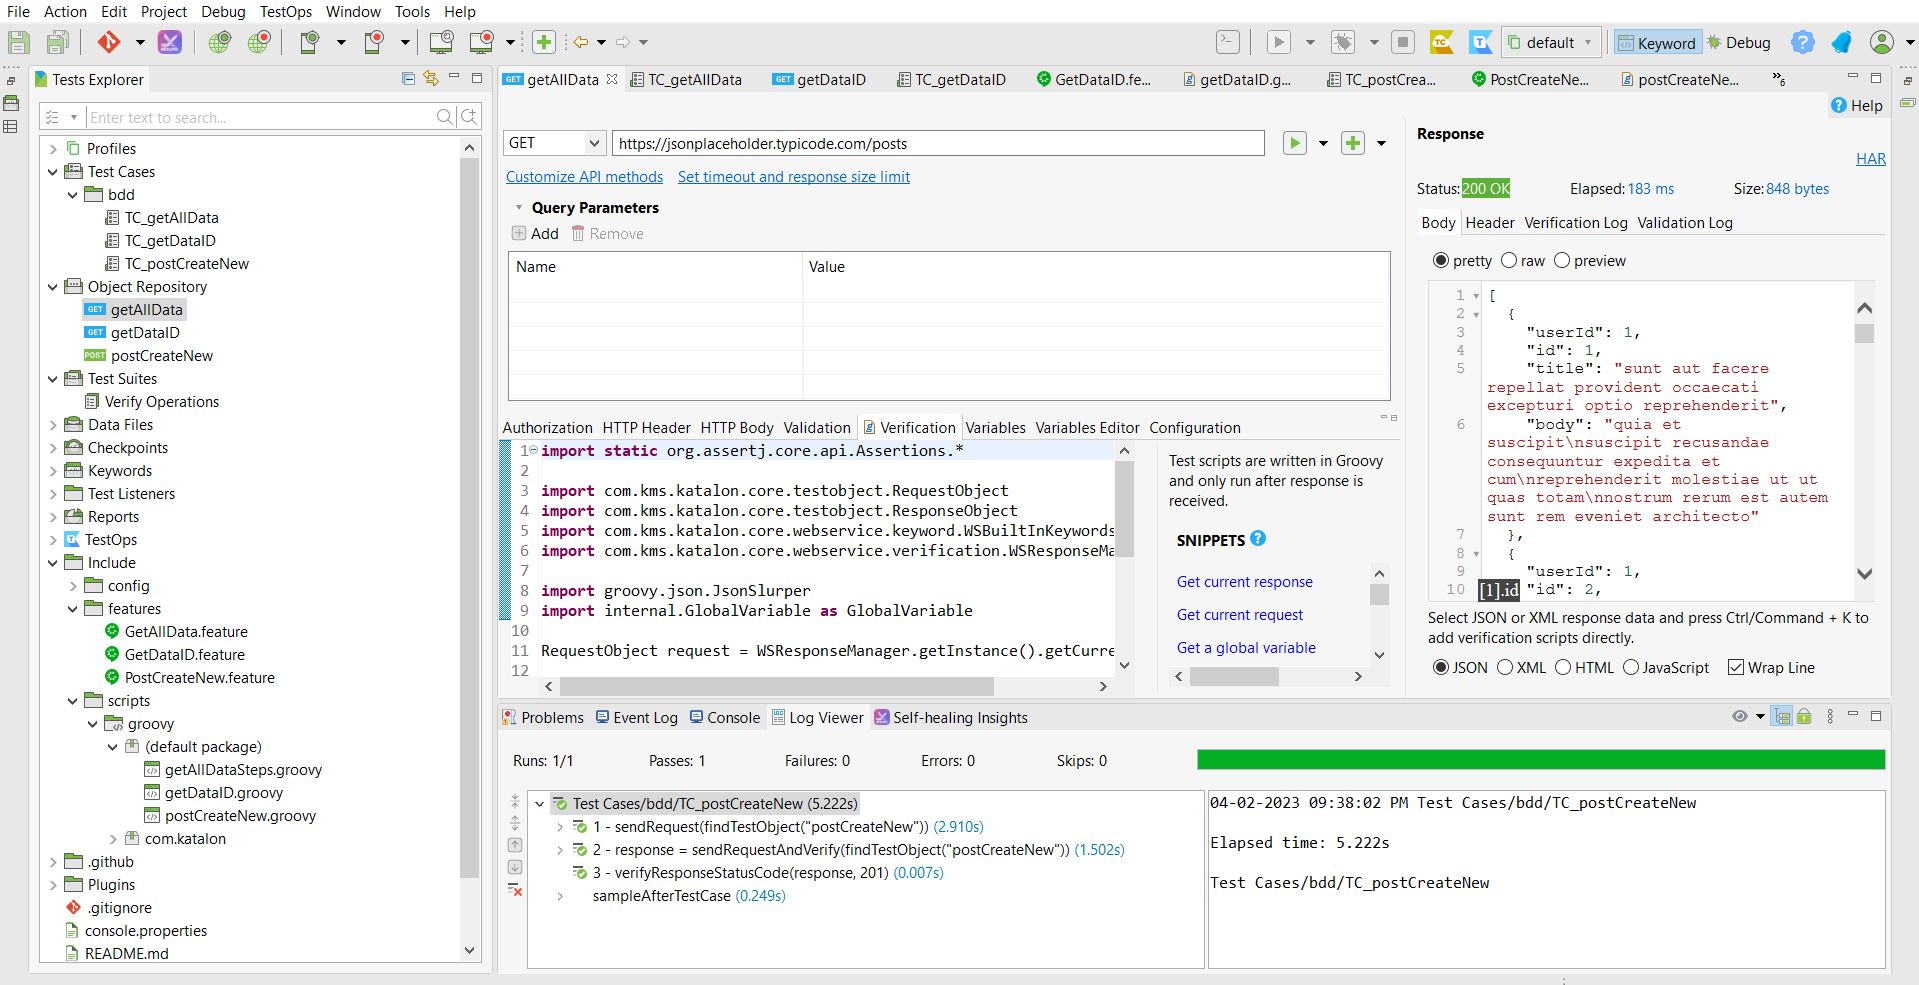 File Action Edit Project Debug TestOps Window Tools Help
default
Keyword
Debug
Tests Explorer
Enter text to search...
Profiles
Test Cases
bdd
TC_getAllData
TC_getDataID
TC_postCreateNew
Object Repository
GET getAllData
GET getDataID
POST postCreateNew
Test Suites
Verify Operations
Data Files
Checkpoints
Keywords
Test Listeners
Reports
TestOps
Include
config
features
GetAllData.feature
GetDataID.feature
PostCreateNew.feature
scripts
groovy
(default package)
getAllDataSteps.groovy
getDataID.groovy
postCreateNew.groovy
com.katalon
.github
Plugins
.gitignore
console.properties
README.md
GET getAllData TC_getAllData GET getDataID TC_getDataID GetDataID.fe... getDataID.g... TC_postCrea... PostCreateNe... postCreateNe... 6
Help
GET https://jsonplaceholder.typicode.com/posts
Customize API methods Set timeout and response size limit
Query Parameters
Add Remove
Name Value
Authorization HTTP Header HTTP Body Validation Verification Variables Variables Editor Configuration
1 import static org.assertj.core.api.Assertions.*
2
3 import com.kms.katalon.core.testobject.RequestObject
4 import com.kms.katalon.core.testobject.ResponseObject
5 import com.kms.katalon.core.webservice.keyword.WSBuiltInKeywords
6 import com.kms.katalon.core.webservice.verification.WSResponseMa
7
8 import groovy.json.JsonSlurper
9 import internal.GlobalVariable as GlobalVariable
10
11 RequestObject request = WSResponseManager.getInstance().getCurre
12
Test scripts are written in Groovy
and only run after response is
received.
SNIPPETS
Get current response
Get current request
Get a global variable
Response
HAR
Status: 200 OK Elapsed: 183 ms Size: 848 bytes
Body Header Verification Log Validation Log
pretty raw preview
1 [
2 {
3 "userId": 1,
4 "id": 1,
5 "title": "sunt aut facere
repellat provident occaecati
excepturi optio reprehenderit",
6 "body": "quia et
suscipit\nsuscipit recusandae
consequuntur expedita et
cum\nreprehenderit molestiae ut ut
quas totam\nnostrum rerum est autem
sunt rem eveniet architecto"
7 },
8 {
9 "userId": 1,
10 [1].id "id": 2,
Select JSON or XML response data and press Ctrl/Command + K to
add verification scripts directly.
JSON XML HTML JavaScript Wrap Line
Problems Event Log Console Log Viewer Self-healing Insights
Runs: 1/1 Passes: 1 Failures: 0 Errors: 0 Skips: 0
Test Cases/bdd/TC_postCreateNew (5.222s)
1 - sendRequest(findTestObject("postCreateNew")) (2.910s)
2 - response = sendRequestAndVerify(findTestObject("postCreateNew")) (1.502s)
3 - verifyResponseStatusCode(response, 201) (0.007s)
sampleAfterTestCase (0.249s)
04-02-2023 09:38:02 PM Test Cases/bdd/TC_postCreateNew
Elapsed time: 5.222s
Test Cases/bdd/TC_postCreateNew